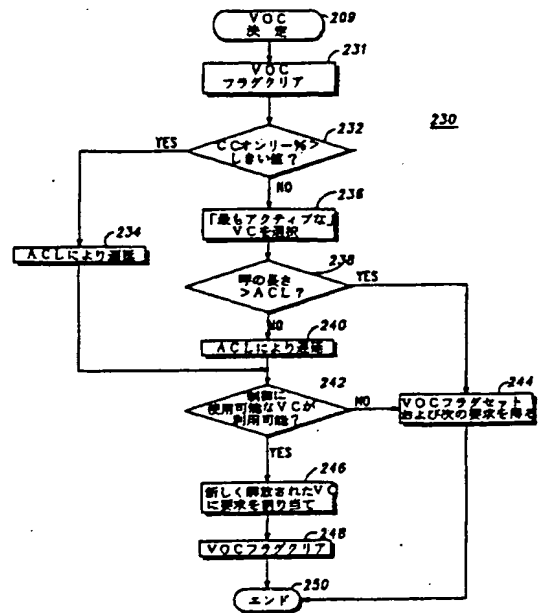 VOC
決定
209
231
VOC
フラグクリア
232
230
YES
CCオンリー%>
しきい値?
NO
236
「最もアクティブな」
VCを選択
234
ACLにより遅延
238
呼の長さ
>ACL?
YES
NO
240
ACLにより遅延
242
制御に
使用可能なVCが
利用可能?
NO
244
VOCフラグセット
および次の要求を得る
YES
246
新しく解放されたVC
に要求を割り当て
248
VOCフラグクリア
250
エンド